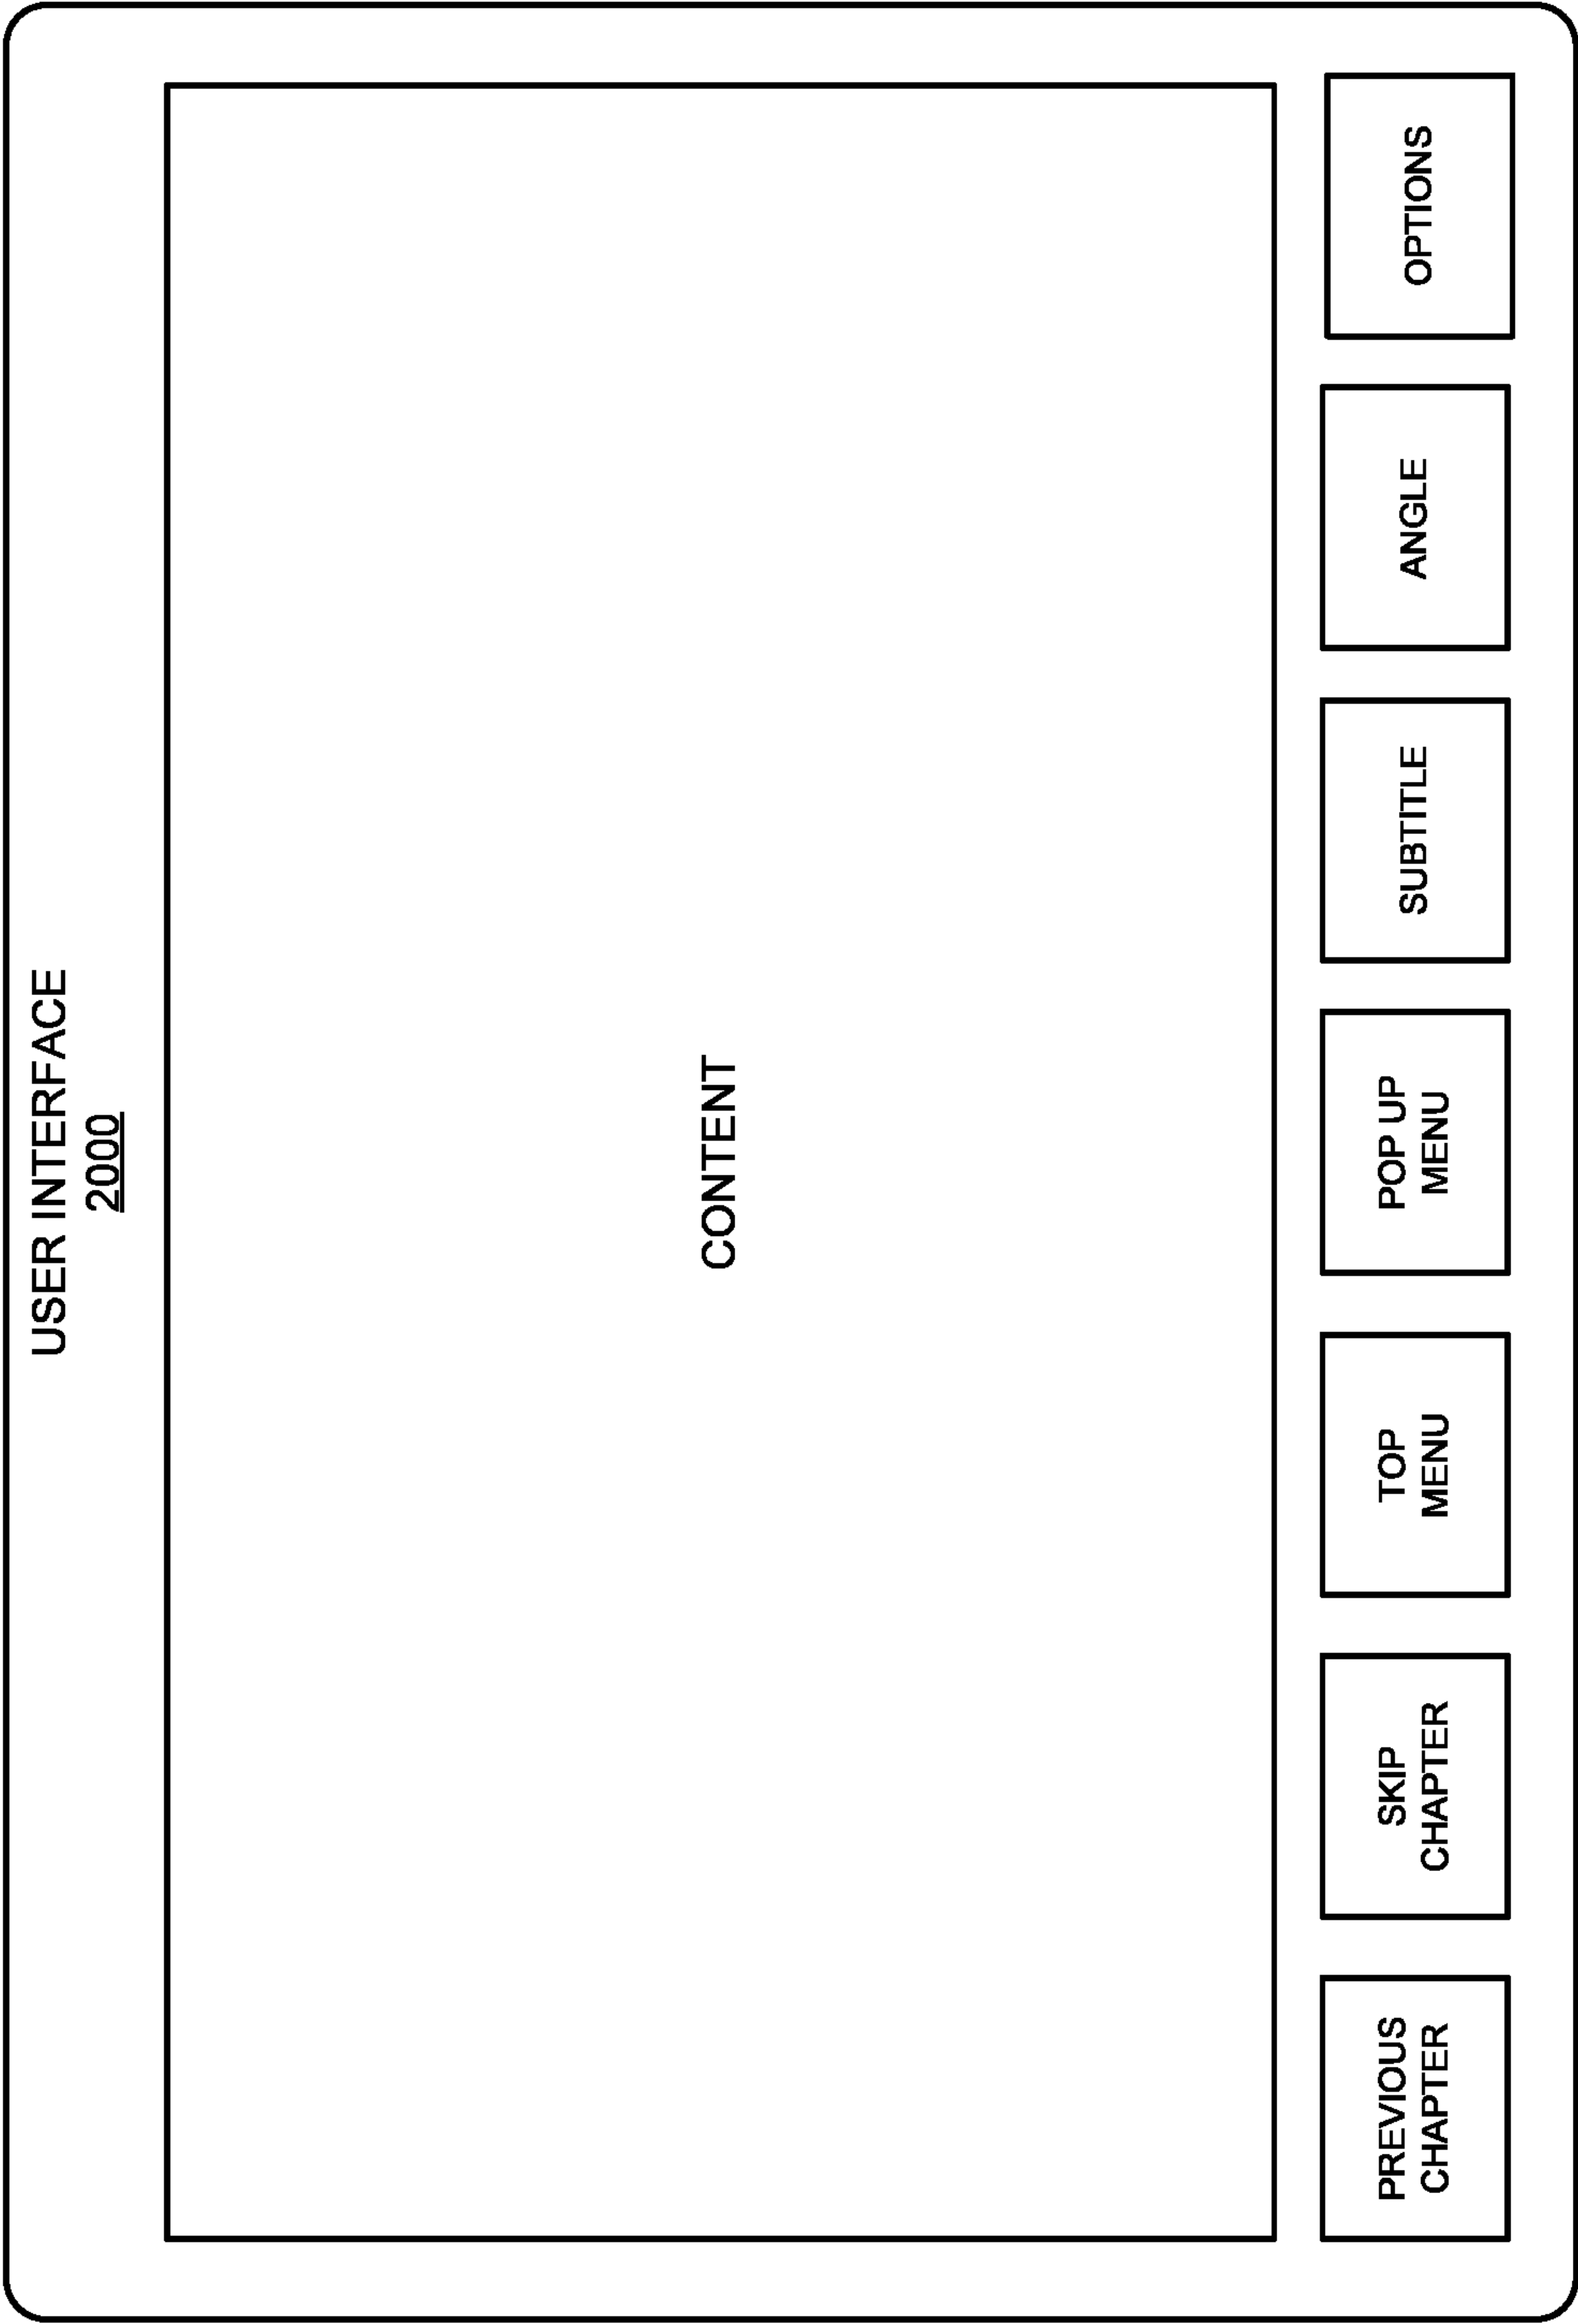 USER INTERFACE
2000
CONTENT
PREVIOUS
CHAPTER
SKIP
CHAPTER
TOP
MENU
POP UP
MENU
SUBTITLE
ANGLE
OPTIONS